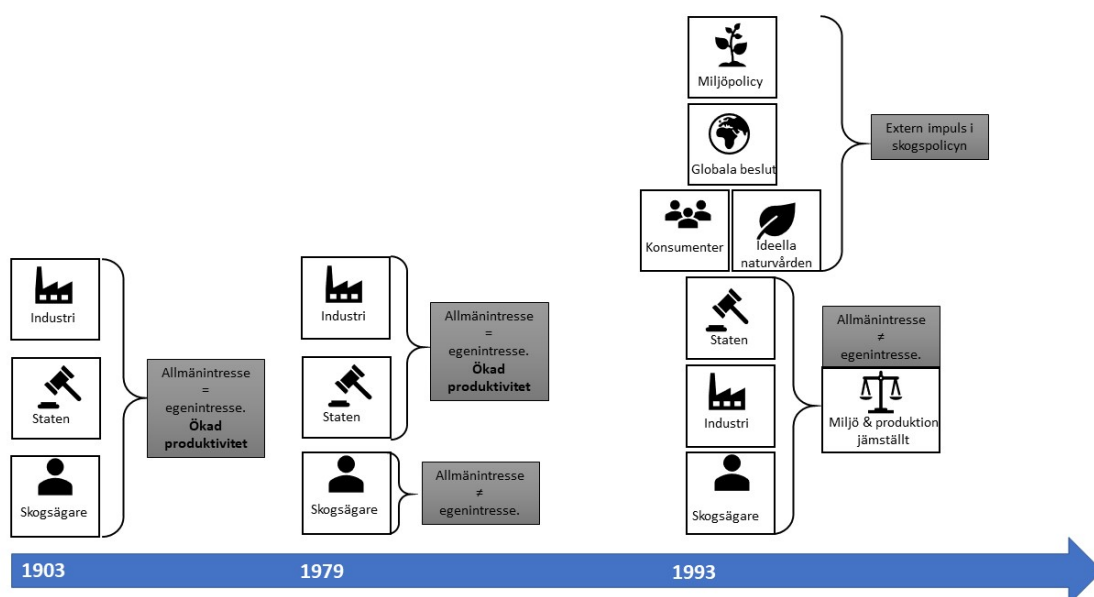 Industri
Staten
Skogsägare
Allmänintresse
=
egenintresse.
Ökad
produktivitet
Industri
Staten
Skogsägare
Allmänintresse
=
egenintresse.
Ökad
produktivitet
Allmänintresse
≠
egenintresse.
Miljöpolicy
Globala beslut
Konsumenter
Ideella
naturvården
Extern impuls i
skogspolicyn
Staten
Industri
Skogsägare
Allmänintresse
≠
egenintresse.
Miljö & produktion
jämställt
1903
1979
1993